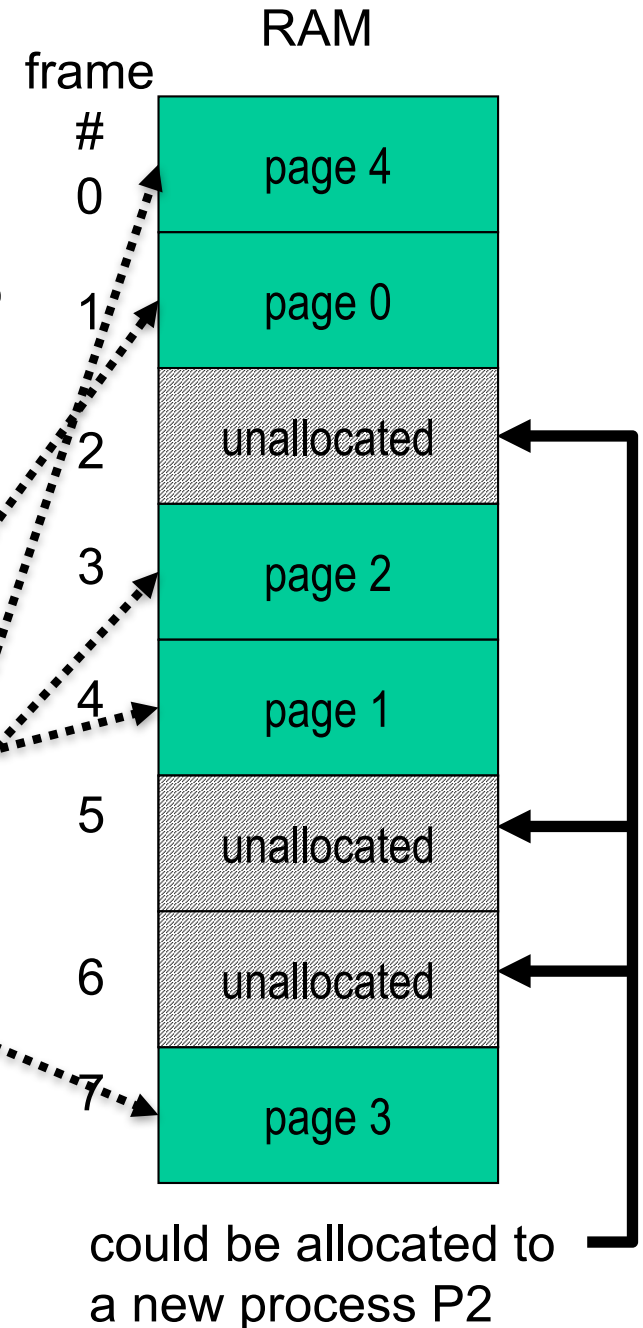 RAM
frame
#
0
page 4
1
page 0
2
unallocated
3
page 2
4
page 1
5
unallocated
6
unallocated
7
page 3
could be allocated to
a new process P2